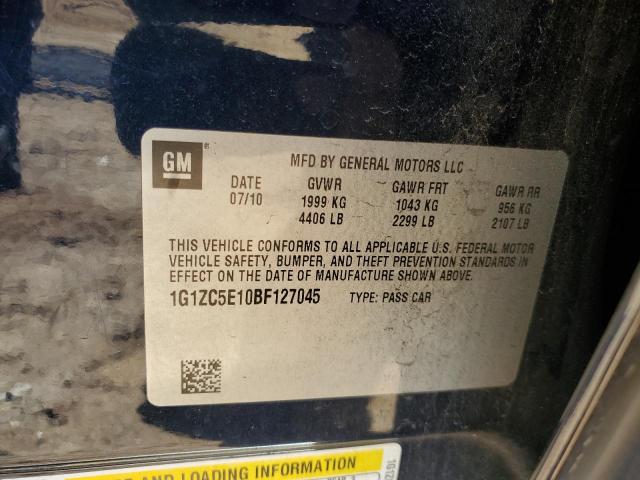 GM ®
MFD BY GENERAL MOTORS LLC
DATE GVWR GAWR FRT GAWR RR
07/10 1999 KG 1043 KG 956 KG
4406 LB 2299 LB 2107 LB
THIS VEHICLE CONFORMS TO ALL APPLICABLE U.S. FEDERAL MOTOR
VEHICLE SAFETY, BUMPER, AND THEFT PREVENTION STANDARDS IN
EFFECT ON THE DATE OF MANUFACTURE SHOWN ABOVE.
1G1ZC5E10BF127045 TYPE: PASS CAR
AND LOADING INFORMATION